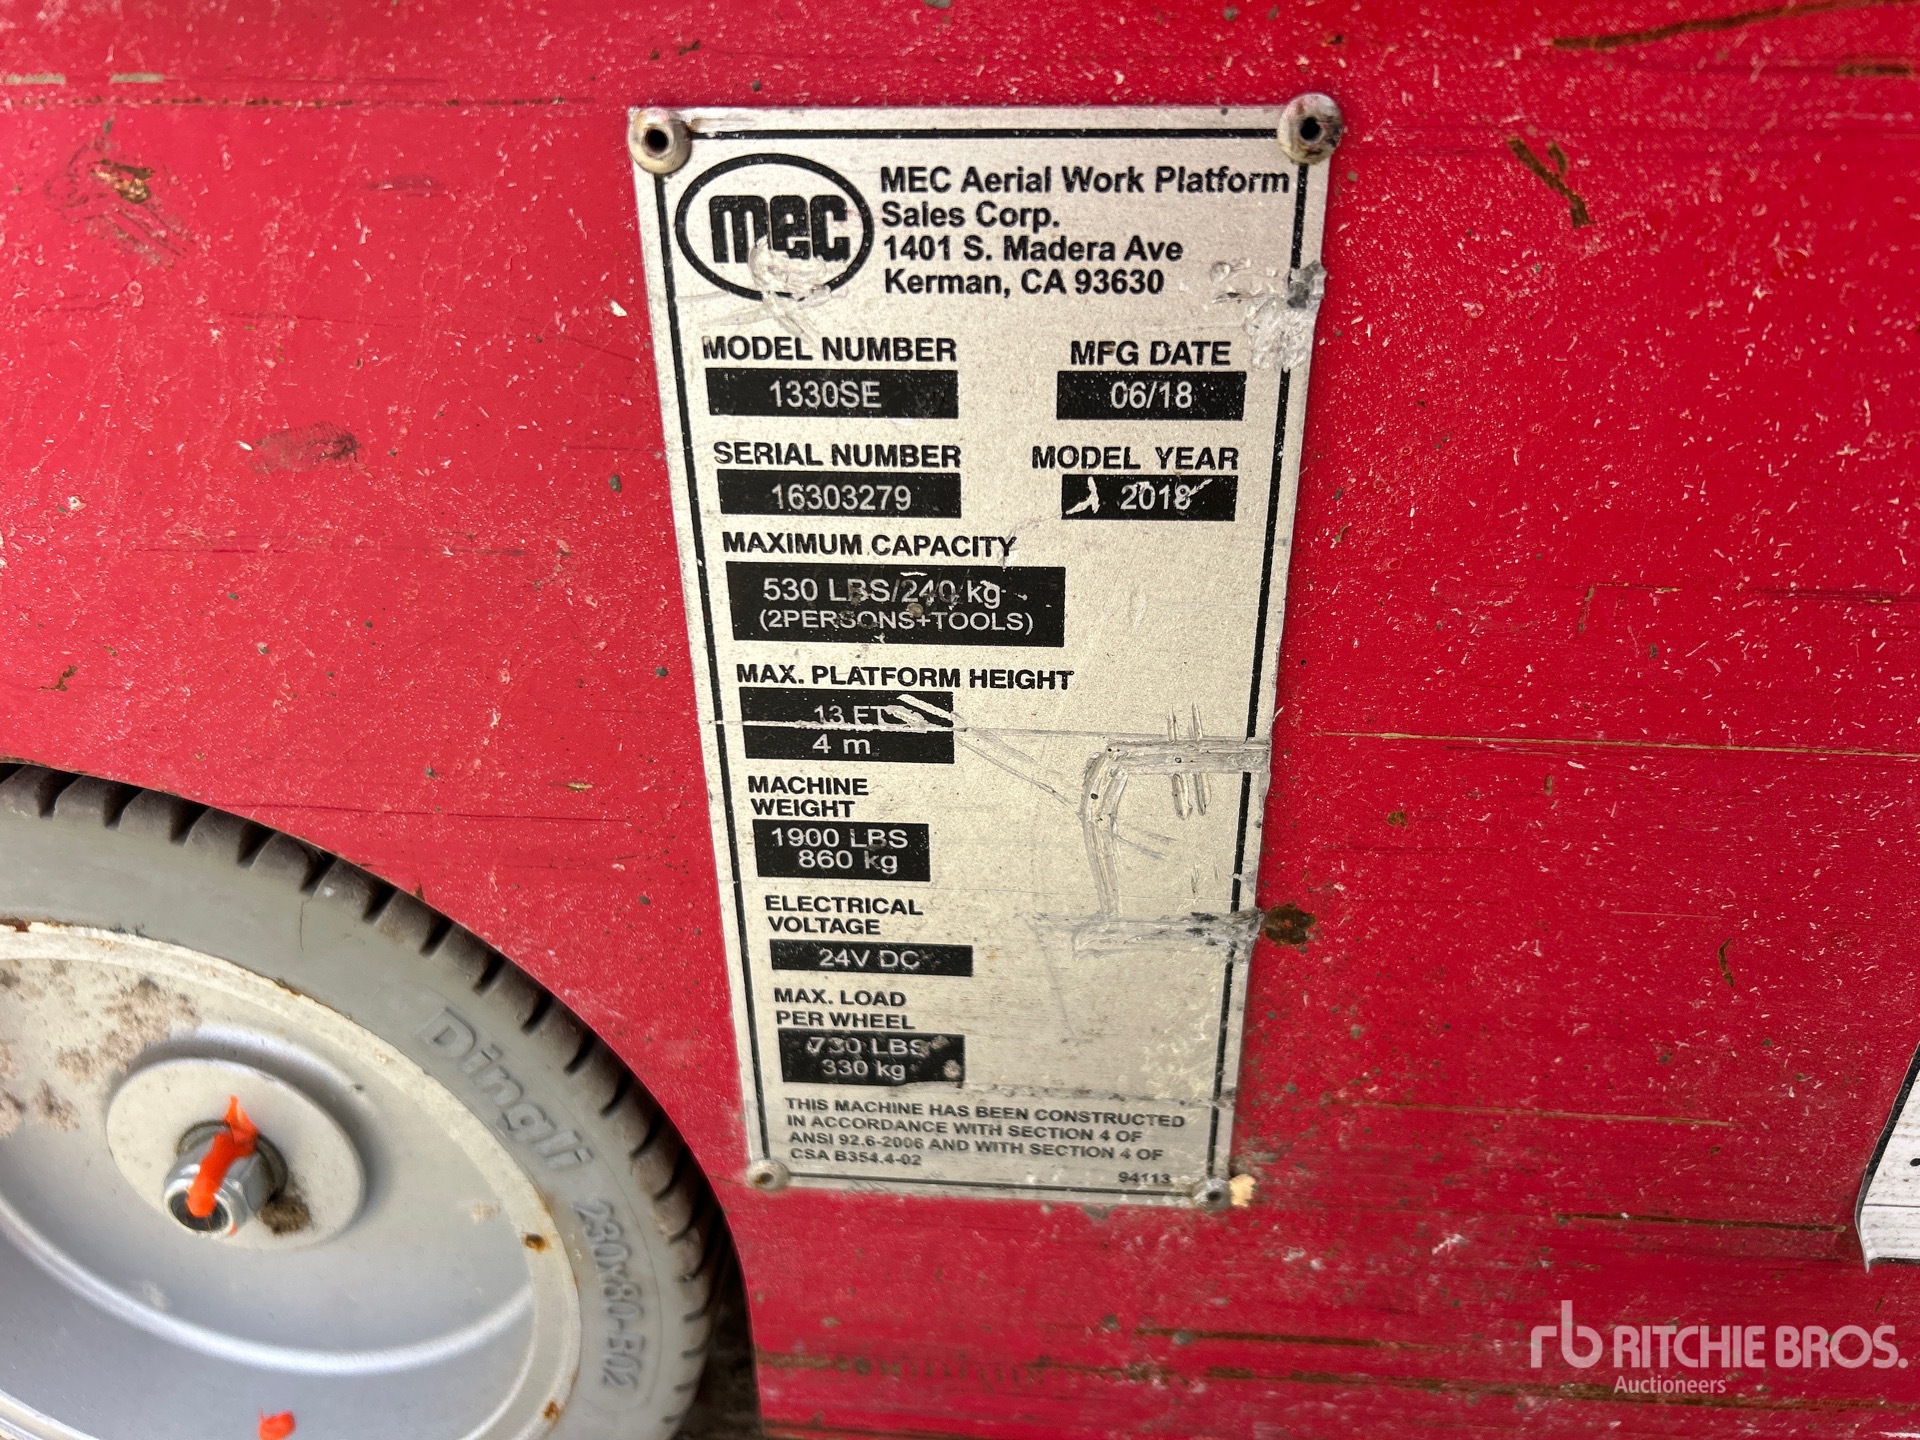 mec
MEC Aerial Work Platform
Sales Corp.
1401 S. Madera Ave
Kerman, CA 93630
MODEL NUMBER
1330SE
MFG DATE
06/18
SERIAL NUMBER
16303279
MODEL YEAR
2018
MAXIMUM CAPACITY
530 LBS/240 kg
(2PERSONS+TOOLS)
MAX. PLATFORM HEIGHT
13 FT
4 m
MACHINE
WEIGHT
1900 LBS
860 kg
ELECTRICAL
VOLTAGE
24V DC
MAX. LOAD
PER WHEEL
730 LBS
330 kg
THIS MACHINE HAS BEEN CONSTRUCTED
IN ACCORDANCE WITH SECTION 4 OF
ANSI 92.6-2006 AND WITH SECTION 4 OF
CSA B354.4-02
94113
Dingli 230x80-E02
rb RITCHIE BROS.
Auctioneers